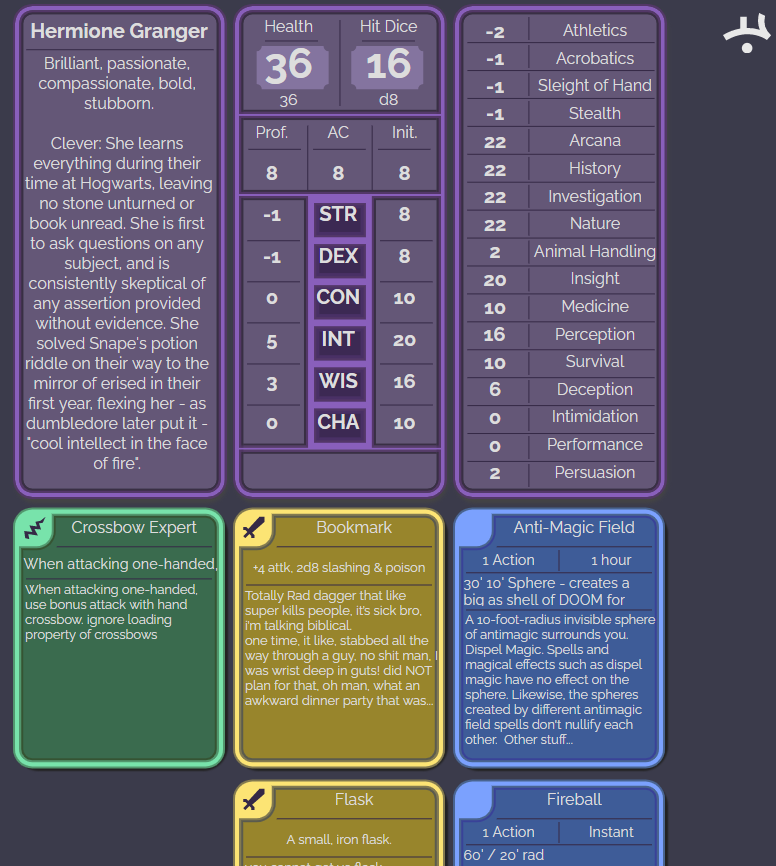 Hermione Granger
Brilliant, passionate,
compassionate, bold,
stubborn.
Clever: She learns
everything during their
time at Hogwarts, leaving
no stone unturned or
book unread. She is first
to ask questions on any
subject, and is
consistently skeptical of
any assertion provided
without evidence. She
solved Snape's potion
riddle on their way to the
mirror of erised in their
first year, flexing her - as
dumbledore later put it -
"cool intellect in the face
of fire".
Health Hit Dice
36 16
36 d8
Prof. AC Init.
8 8 8
-1 STR 8
-1 DEX 8
0 CON 10
5 INT 20
3 WIS 16
0 CHA 10
-2 Athletics
-1 Acrobatics
-1 Sleight of Hand
-1 Stealth
22 Arcana
22 History
22 Investigation
22 Nature
2 Animal Handling
20 Insight
10 Medicine
16 Perception
10 Survival
6 Deception
0 Intimidation
0 Performance
2 Persuasion
Crossbow Expert
When attacking one-handed,
When attacking one-handed,
use bonus attack with hand
crossbow. ignore loading
property of crossbows
Bookmark
+4 attk, 2d8 slashing & poison
Totally Rad dagger that like
super kills people, it's sick bro,
i'm talking biblical.
one time, it like, stabbed all the
way through a guy, no shit man, I
was wrist deep in guts! did NOT
plan for that, oh man, what an
awkward dinner party that was...
Anti-Magic Field
1 Action 1 hour
30' 10' Sphere - creates a
big as shell of DOOM for
A 10-foot-radius invisible sphere
of antimagic surrounds you.
Dispel Magic. Spells and
magical effects such as dispel
magic have no effect on the
sphere. Likewise, the spheres
created by different antimagic
field spells don't nullify each
other. Other stuff...
Flask
A small, iron flask.
Fireball
1 Action Instant
60' / 20' rad